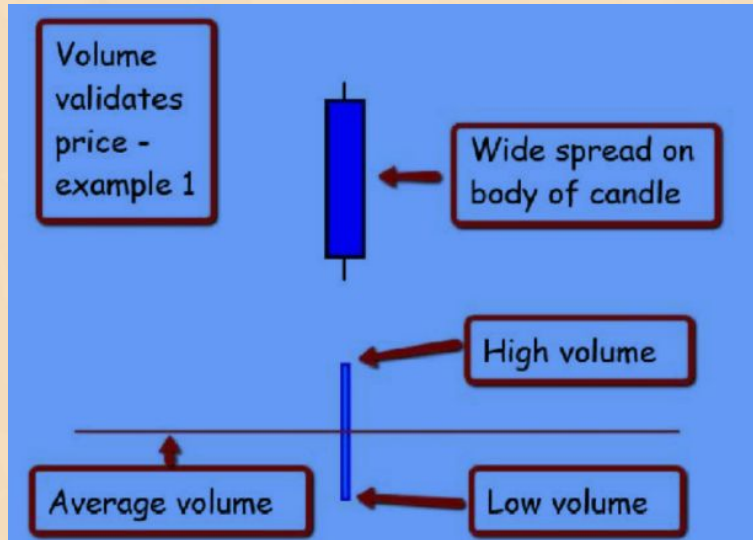 Volume
validates
price -
example 1
Wide spread on
body of candle
High volume
Average volume
Low volume